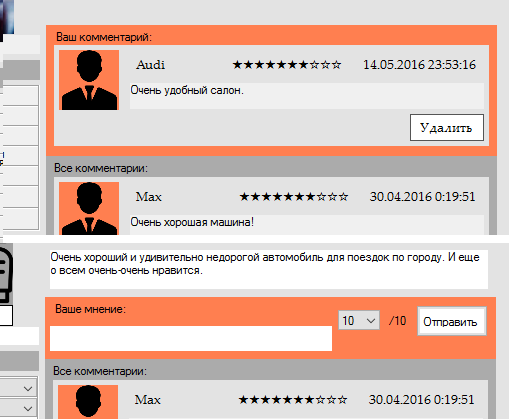 Ваш комментарий:
Audi ★★★★★★★☆☆☆ 14.05.2016 23:53:16
Очень удобный салон.
Удалить
Все комментарии:
Max ★★★★★★★☆☆☆ 30.04.2016 0:19:51
Очень хорошая машина!
Очень хороший и удивительно недорогой автомобиль для поездок по городу. И еще
о всем очень-очень нравится.
Ваше мнение:
10 /10 Отправить
Все комментарии:
Max ★★★★★★★☆☆☆ 30.04.2016 0:19:51